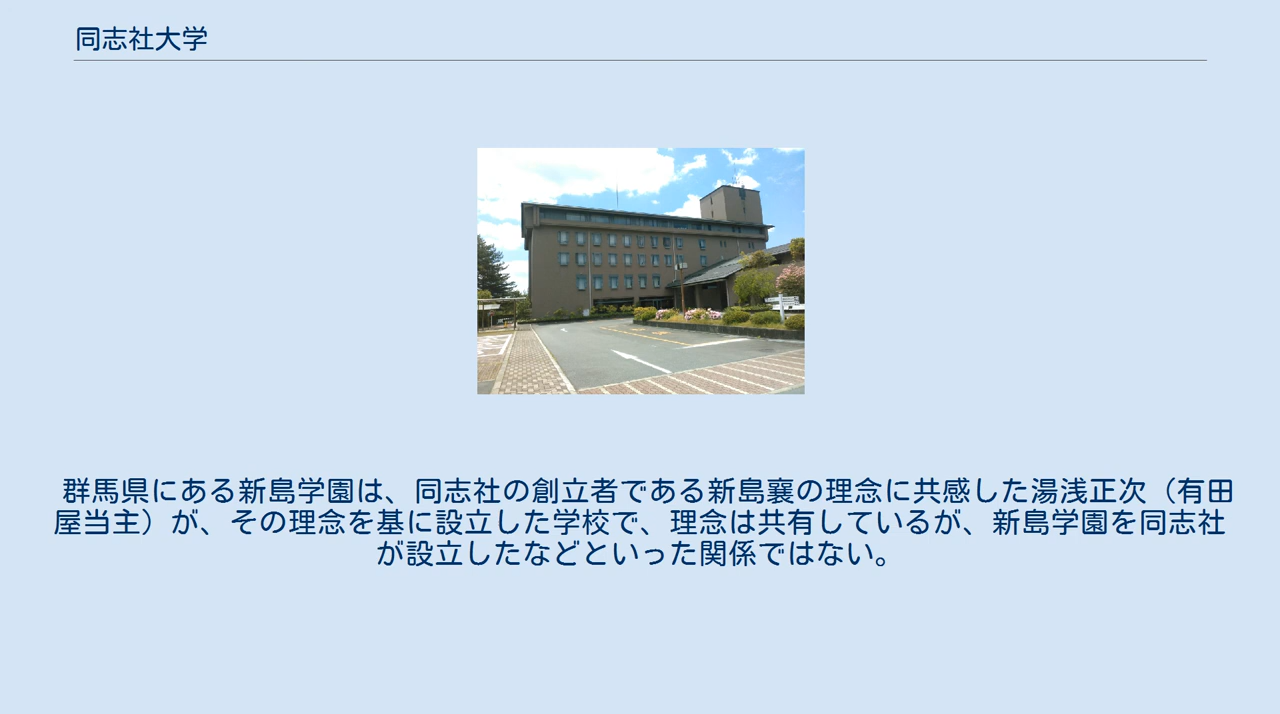 同志社大学
群馬県にある新島学園は、同志社の創立者である新島襄の理念に共感した湯浅正次（有田
屋当主）が、その理念を基に設立した学校で、理念は共有しているが、新島学園を同志社
が設立したなどといった関係ではない。